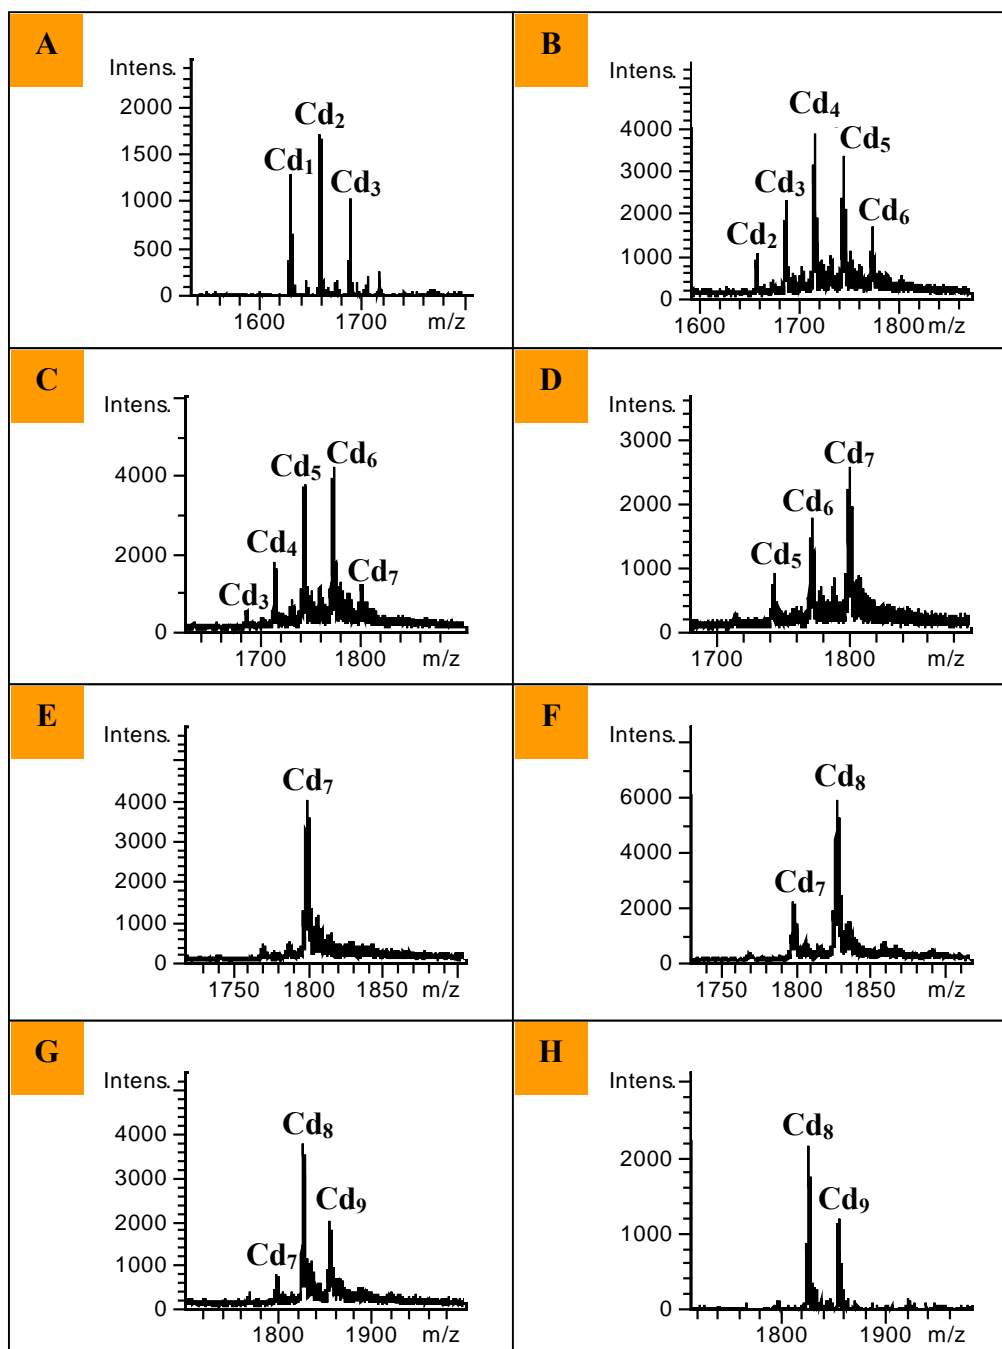 A
Intens.
2000
1500
1000
500
0
Cd1
Cd2
Cd3
1600
1700
m/z
B
Intens.
4000
3000
2000
1000
0
Cd2
Cd3
Cd4
Cd5
Cd6
1600
1700
1800
m/z
C
Intens.
4000
2000
0
Cd3
Cd4
Cd5
Cd6
Cd7
1700
1800
m/z
D
Intens.
3000
2000
1000
0
Cd5
Cd6
Cd7
1700
1800
m/z
E
Intens.
4000
3000
2000
1000
0
Cd7
1750
1800
1850
m/z
F
Intens.
6000
4000
2000
0
Cd7
Cd8
1750
1800
1850
m/z
G
Intens.
4000
3000
2000
1000
0
Cd7
Cd8
Cd9
1800
1900
m/z
H
Intens.
2000
1000
0
Cd8
Cd9
1800
1900
m/z